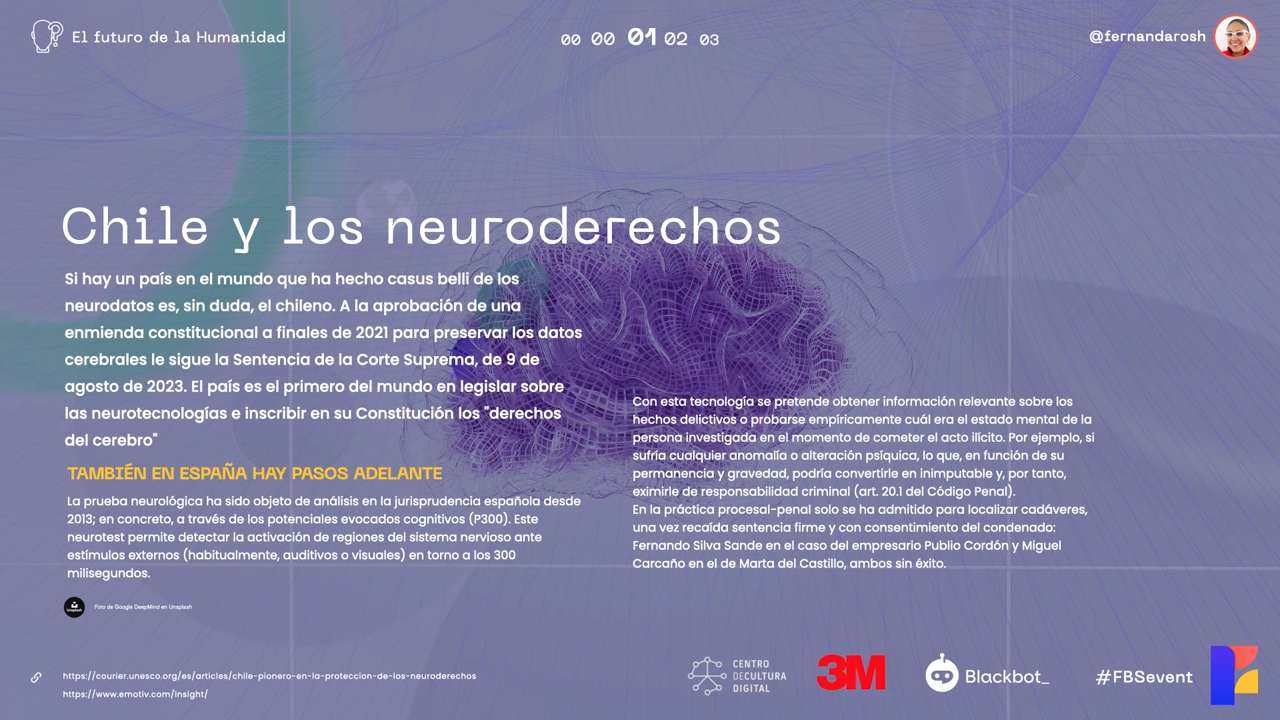 El futuro de la Humanidad
00 00 01 02 03
@fernandarosh
Chile y los neuroderechos
Si hay un país en el mundo que ha hecho casus belli de los
neurodatos es, sin duda, el chileno. A la aprobación de una
enmienda constitucional a finales de 2021 para preservar los datos
cerebrales le sigue la Sentencia de la Corte Suprema, de 9 de
agosto de 2023. El país es el primero del mundo en legislar sobre
las neurotecnologías e inscribir en su Constitución los "derechos
del cerebro"
TAMBIÉN EN ESPAÑA HAY PASOS ADELANTE
La prueba neurológica ha sido objeto de análisis en la jurisprudencia española desde
2013; en concreto, a través de los potenciales evocados cognitivos (P300). Este
neurotest permite detectar la activación de regiones del sistema nervioso ante
estímulos externos (habitualmente, auditivos o visuales) en torno a los 300
milisegundos.
Con esta tecnología se pretende obtener información relevante sobre los
hechos delictivos o probarse empíricamente cuál era el estado mental de la
persona investigada en el momento de cometer el acto ilícito. Por ejemplo, si
sufría cualquier anomalía o alteración psíquica, lo que, en función de su
permanencia y gravedad, podría convertirle en inimputable y, por tanto,
eximirle de responsabilidad criminal (art. 20.1 del Código Penal).
En la práctica procesal-penal solo se ha admitido para localizar cadáveres,
una vez recaída sentencia firme y con consentimiento del condenado:
Fernando Silva Sande en el caso del empresario Publio Cordón y Miguel
Carcaño en el de Marta del Castillo, ambos sin éxito.
Unsplash
Foto de Google DeepMind en Unsplash
https://courier.unesco.org/es/articles/chile-pionero-en-la-proteccion-de-los-neuroderechos
https://www.emotiv.com/insight/
CENTRO
DECULTURA
DIGITAL
3M
Blackbot_
#FBSevent